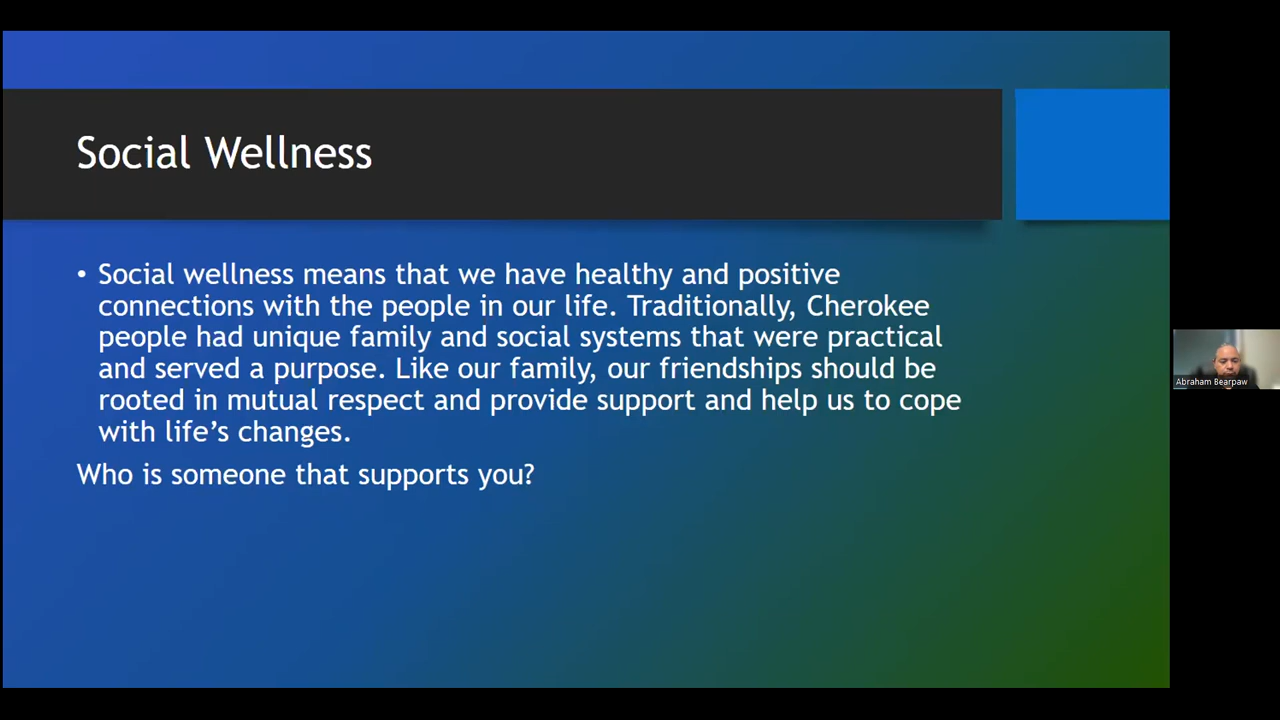 Social Wellness
• Social wellness means that we have healthy and positive
connections with the people in our life. Traditionally, Cherokee
people had unique family and social systems that were practical
and served a purpose. Like our family, our friendships should be
rooted in mutual respect and provide support and help us to cope
with life’s changes.
Who is someone that supports you?
Abraham Bearpaw